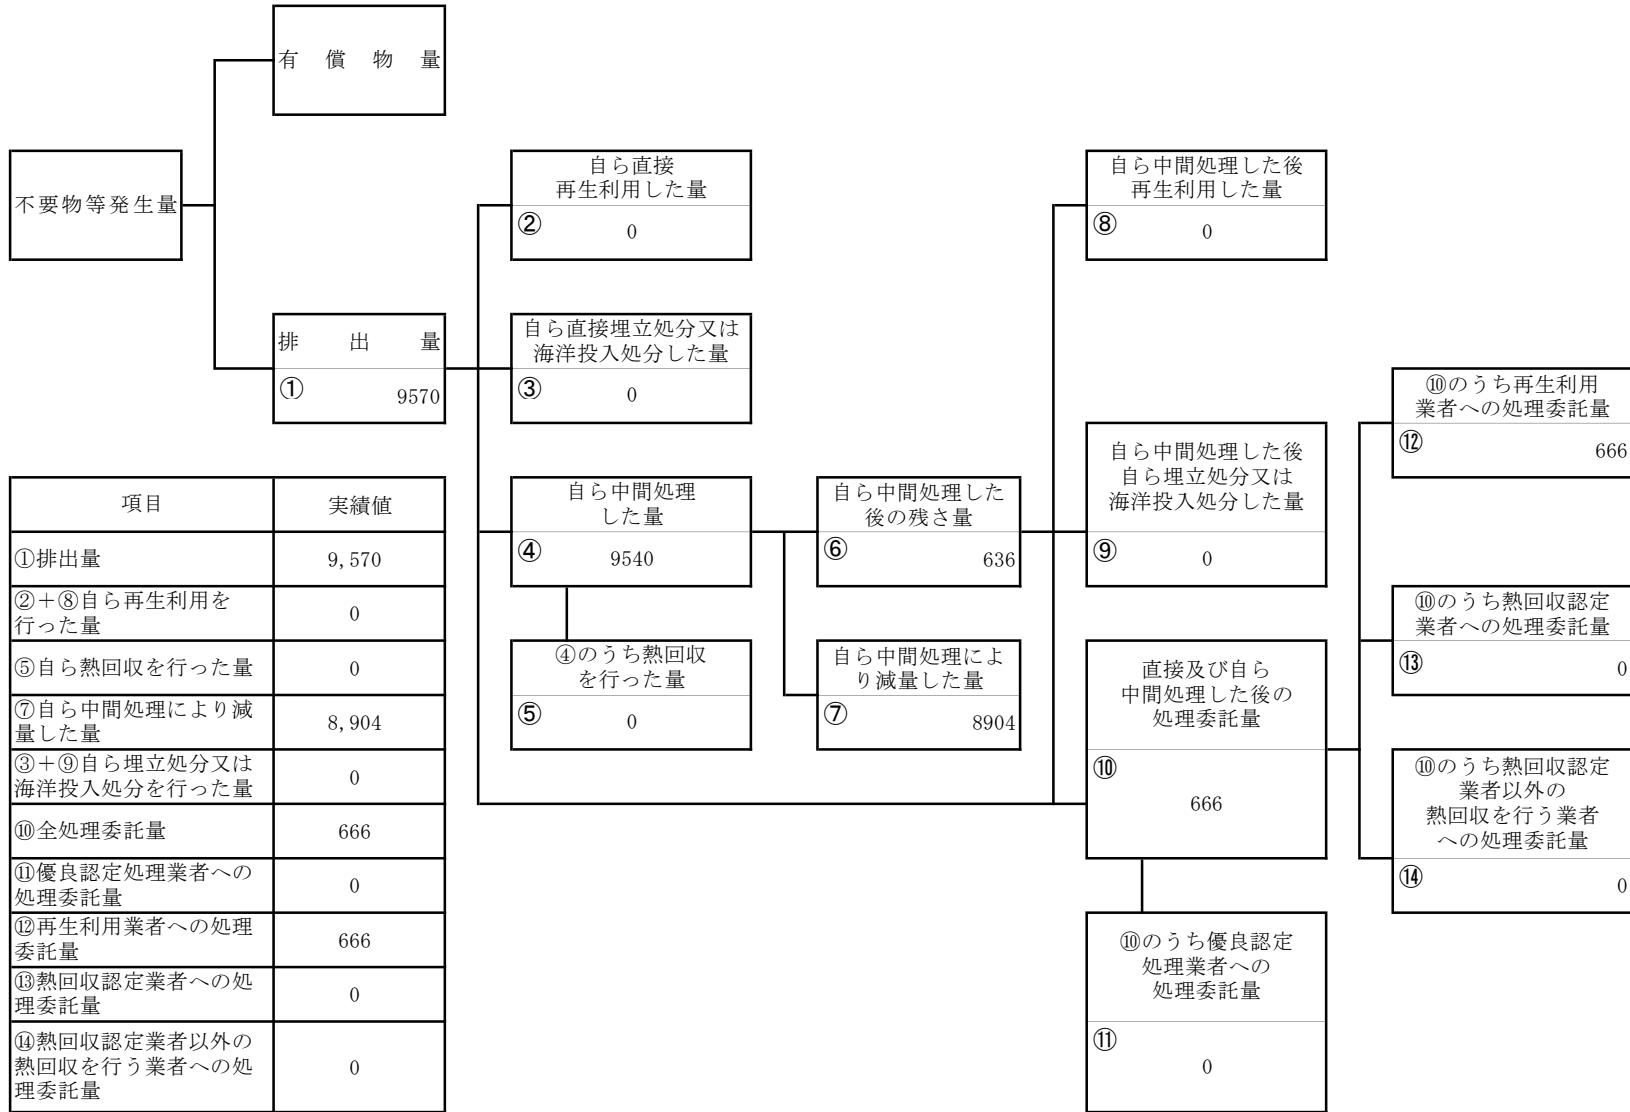 有償物量
不要物等発生量
排出量
① 9570
自ら直接
再生利用した量
② 0
自ら直接埋立処分又は
海洋投入処分した量
③ 0
自ら中間処理
した量
④ 9540
④のうち熱回収
を行った量
⑤ 0
自ら中間処理した
後の残さ量
⑥ 636
自ら中間処理によ
り減量した量
⑦ 8904
自ら中間処理した後
再生利用した量
⑧ 0
自ら中間処理した後
自ら埋立処分又は
海洋投入処分した量
⑨ 0
直接及び自ら
中間処理した後の
処理委託量
⑩
666
⑩のうち優良認定
処理業者への
処理委託量
⑪
0
⑩のうち再生利用
業者への処理委託量
⑫ 666
⑩のうち熱回収認定
業者への処理委託量
⑬ 0
⑩のうち熱回収認定
業者以外の
熱回収を行う業者
への処理委託量
⑭ 0
項目 実績値
①排出量 9,570
②+⑧自ら再生利用を
行った量 0
⑤自ら熱回収を行った量 0
⑦自ら中間処理により減
量した量 8,904
③+⑨自ら埋立処分又は
海洋投入処分を行った量 0
⑩全処理委託量 666
⑪優良認定処理業者への
処理委託量 0
⑫再生利用業者への処理
委託量 666
⑬熱回収認定業者への処
理委託量 0
⑭熱回収認定業者以外の
熱回収を行う業者への処
理委託量 0